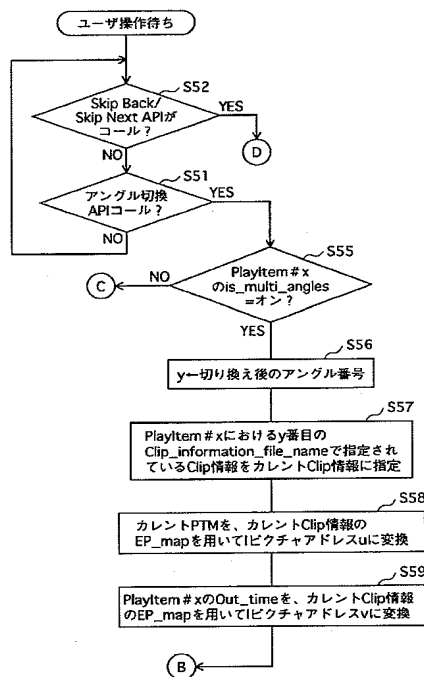 ユーザ操作待ち
S52
Skip Back/
Skip Next APIが
コール？
YES
D
NO
S51
アングル切換
APIコール？
YES
NO
S55
PlayItem＃x
のis_multi_angles
=オン？
NO
C
YES
S56
y←切り換え後のアングル番号
S57
PlayItem＃xにおけるy番目の
Clip_information_file_nameで指定され
ているClip情報をカレントClip情報に指定
S58
カレントPTMを、カレントClip情報の
EP_mapを用いてIピクチャアドレスuに変換
S59
PlayItem＃xのOut_timeを、カレントClip情報
のEP_mapを用いてIピクチャアドレスvに変換
B